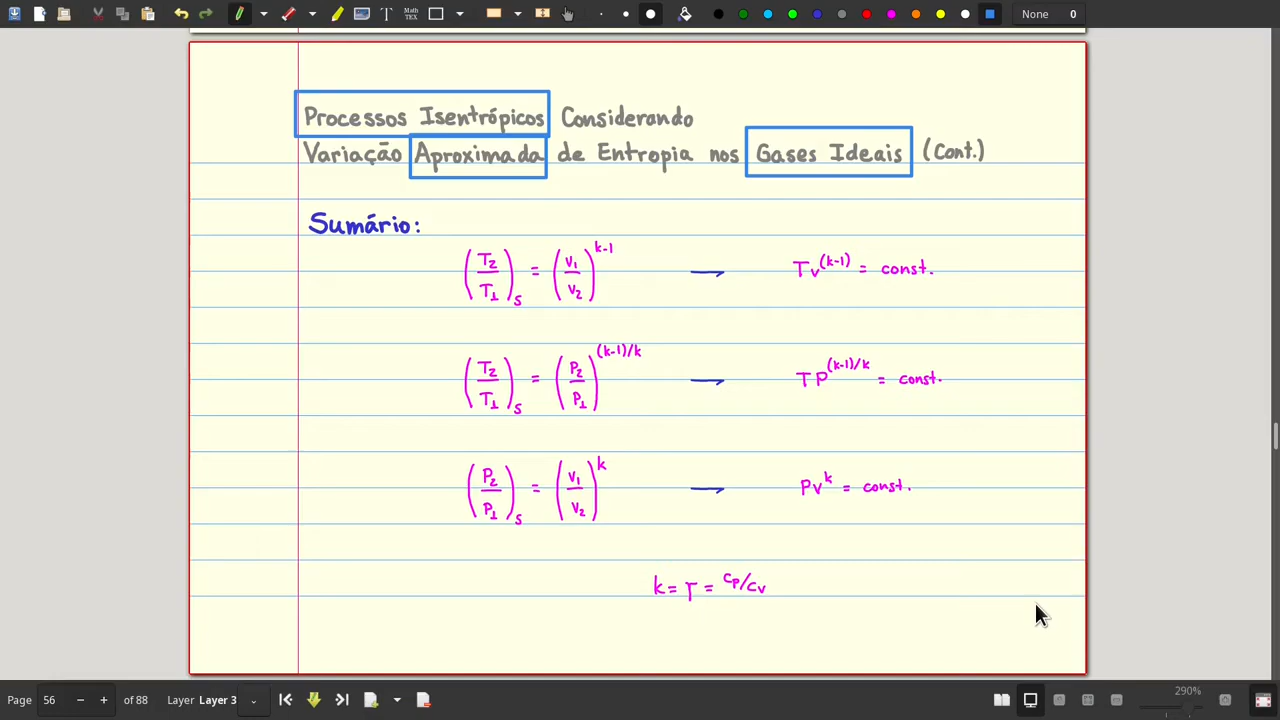 T Math TEX None 0
Processos Isentrópicos Considerando
Variação Aproximada de Entropia nos Gases Ideais (Cont.)
Sumário:
(T2/T1)s = (v1/v2)^k-1 → Tv^(k-1) = const.
(T2/T1)s = (P2/P1)^(k-1)/k → TP^(k-1)/k = const.
(P2/P1)s = (v1/v2)^k → Pv^k = const.
k = γ = cp/cv
Page 56 of 88 Layer Layer 3 290%